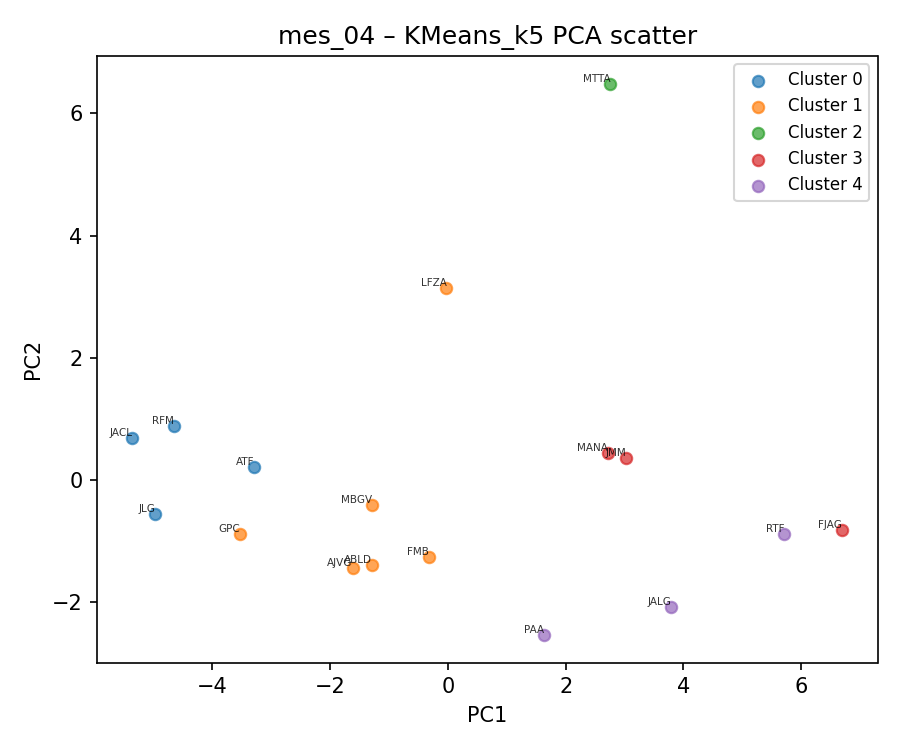 mes_04 – KMeans_k5 PCA scatter
MTTA
Cluster 0
Cluster 1
Cluster 2
Cluster 3
Cluster 4
6
4
LFZA
PC2
2
RFM
JACL
ATF
MANA
0
MBGV
JLG
GPC
RTF
FJAG
FMB
ABLD
−2
JALG
PAA
−4
−2
0
2
4
6
PC1